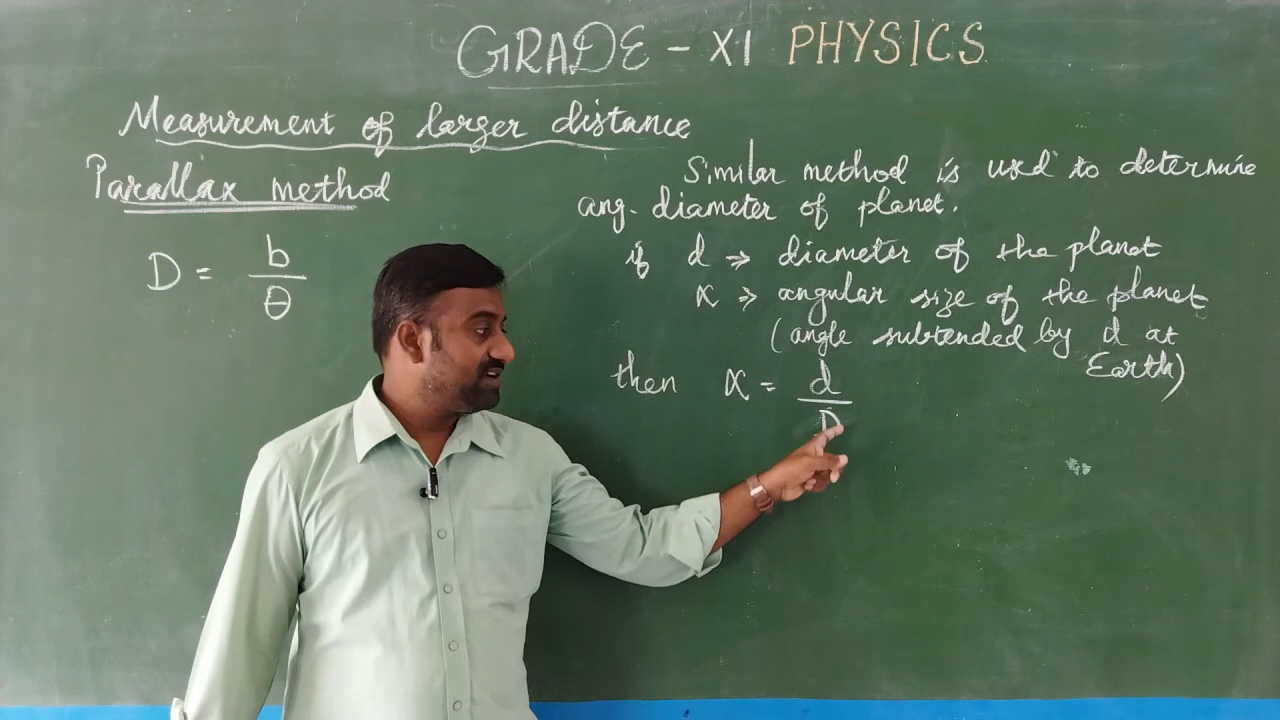 GRADE - XI PHYSICS
Measurement of larger distance
Parallax method
D = b/θ
Similar method is used to determine
ang. diameter of planet.
if d => diameter of the planet
α => angular size of the planet
(angle subtended by d at
Earth)
then α = d/D